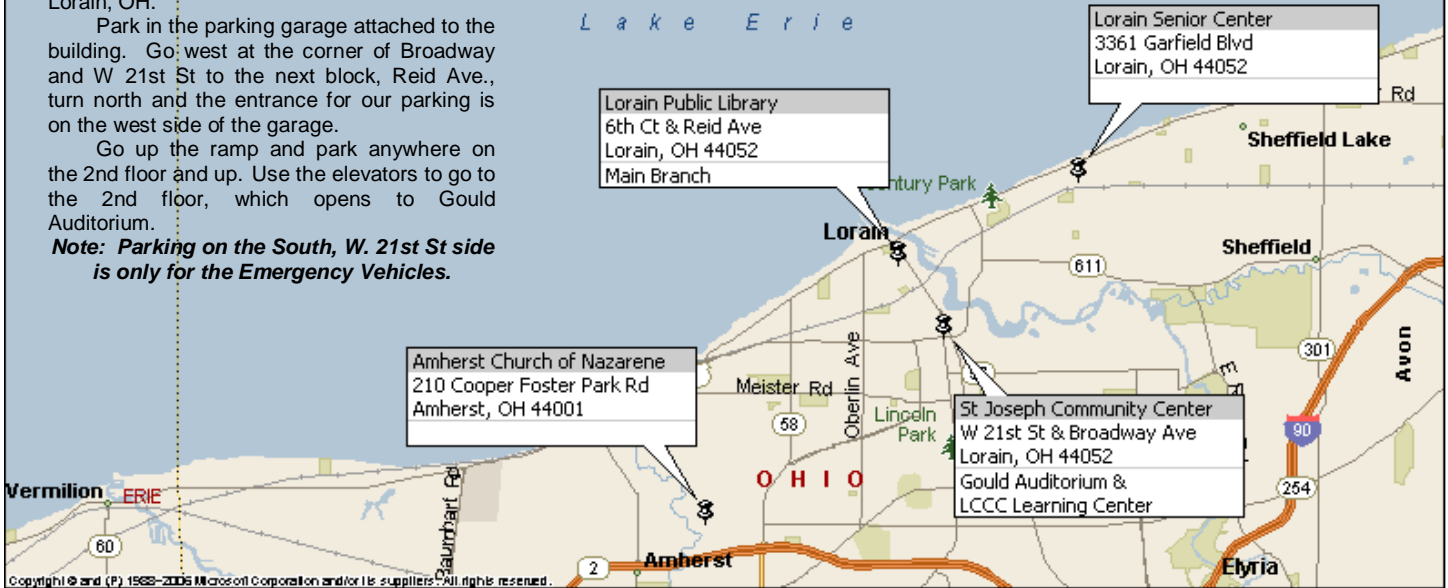 Lorain, OH.
Park in the parking garage attached to the
building. Go west at the corner of Broadway
and W 21st St to the next block, Reid Ave.,
turn north and the entrance for our parking is
on the west side of the garage.
Go up the ramp and park anywhere on
the 2nd floor and up. Use the elevators to go to
the 2nd floor, which opens to Gould
Auditorium.
Note: Parking on the South, W. 21st St side
is only for the Emergency Vehicles.
Lake Erie
Lorain Senior Center
3361 Garfield Blvd
Lorain, OH 44052
Rd
Sheffield Lake
Lorain Public Library
6th Ct & Reid Ave
Lorain, OH 44052
Main Branch
Park
Lorain
Sheffield
611
301
Avon
Amherst Church of Nazarene
210 Cooper Foster Park Rd
Amherst, OH 44001
Meister Rd
Oberlin Ave
58
Lincoln
Park
St Joseph Community Center
W 21st St & Broadway Ave
Lorain, OH 44052
Gould Auditorium &
LCCC Learning Center
90
254
OHIO
Vermilion
ERIE
Baumhart Rd
60
2
Amherst
Elyria
Copyright © and (P) 1988-2006 Microsoft Corporation and/or its suppliers. All rights reserved.